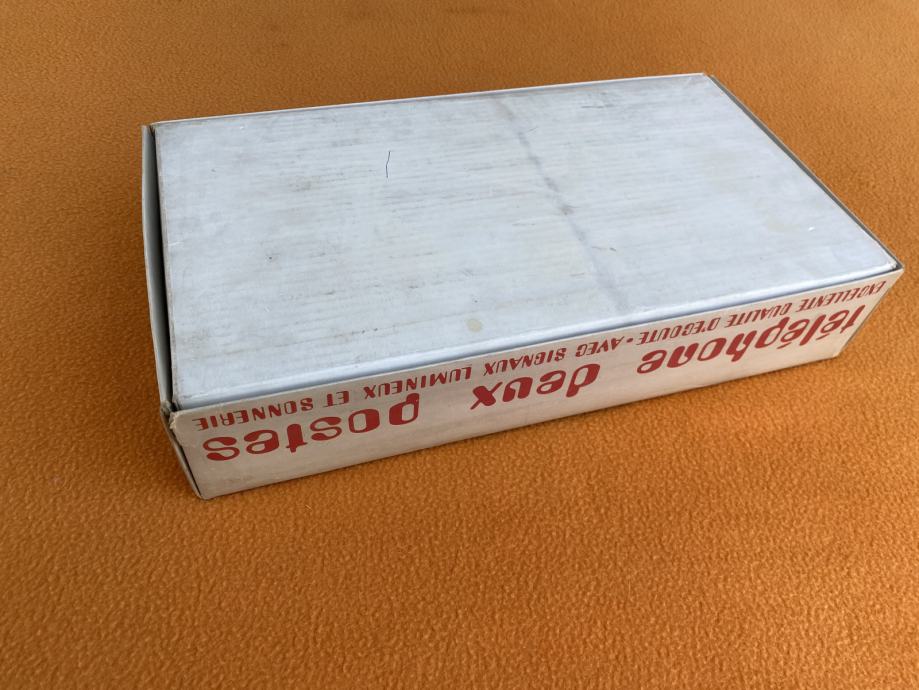 téléphone deux postes
EXCELLENTE QUALITE D'ECOUTE • AVEC SIGNAUX LUMINEUX ET SONNERIE